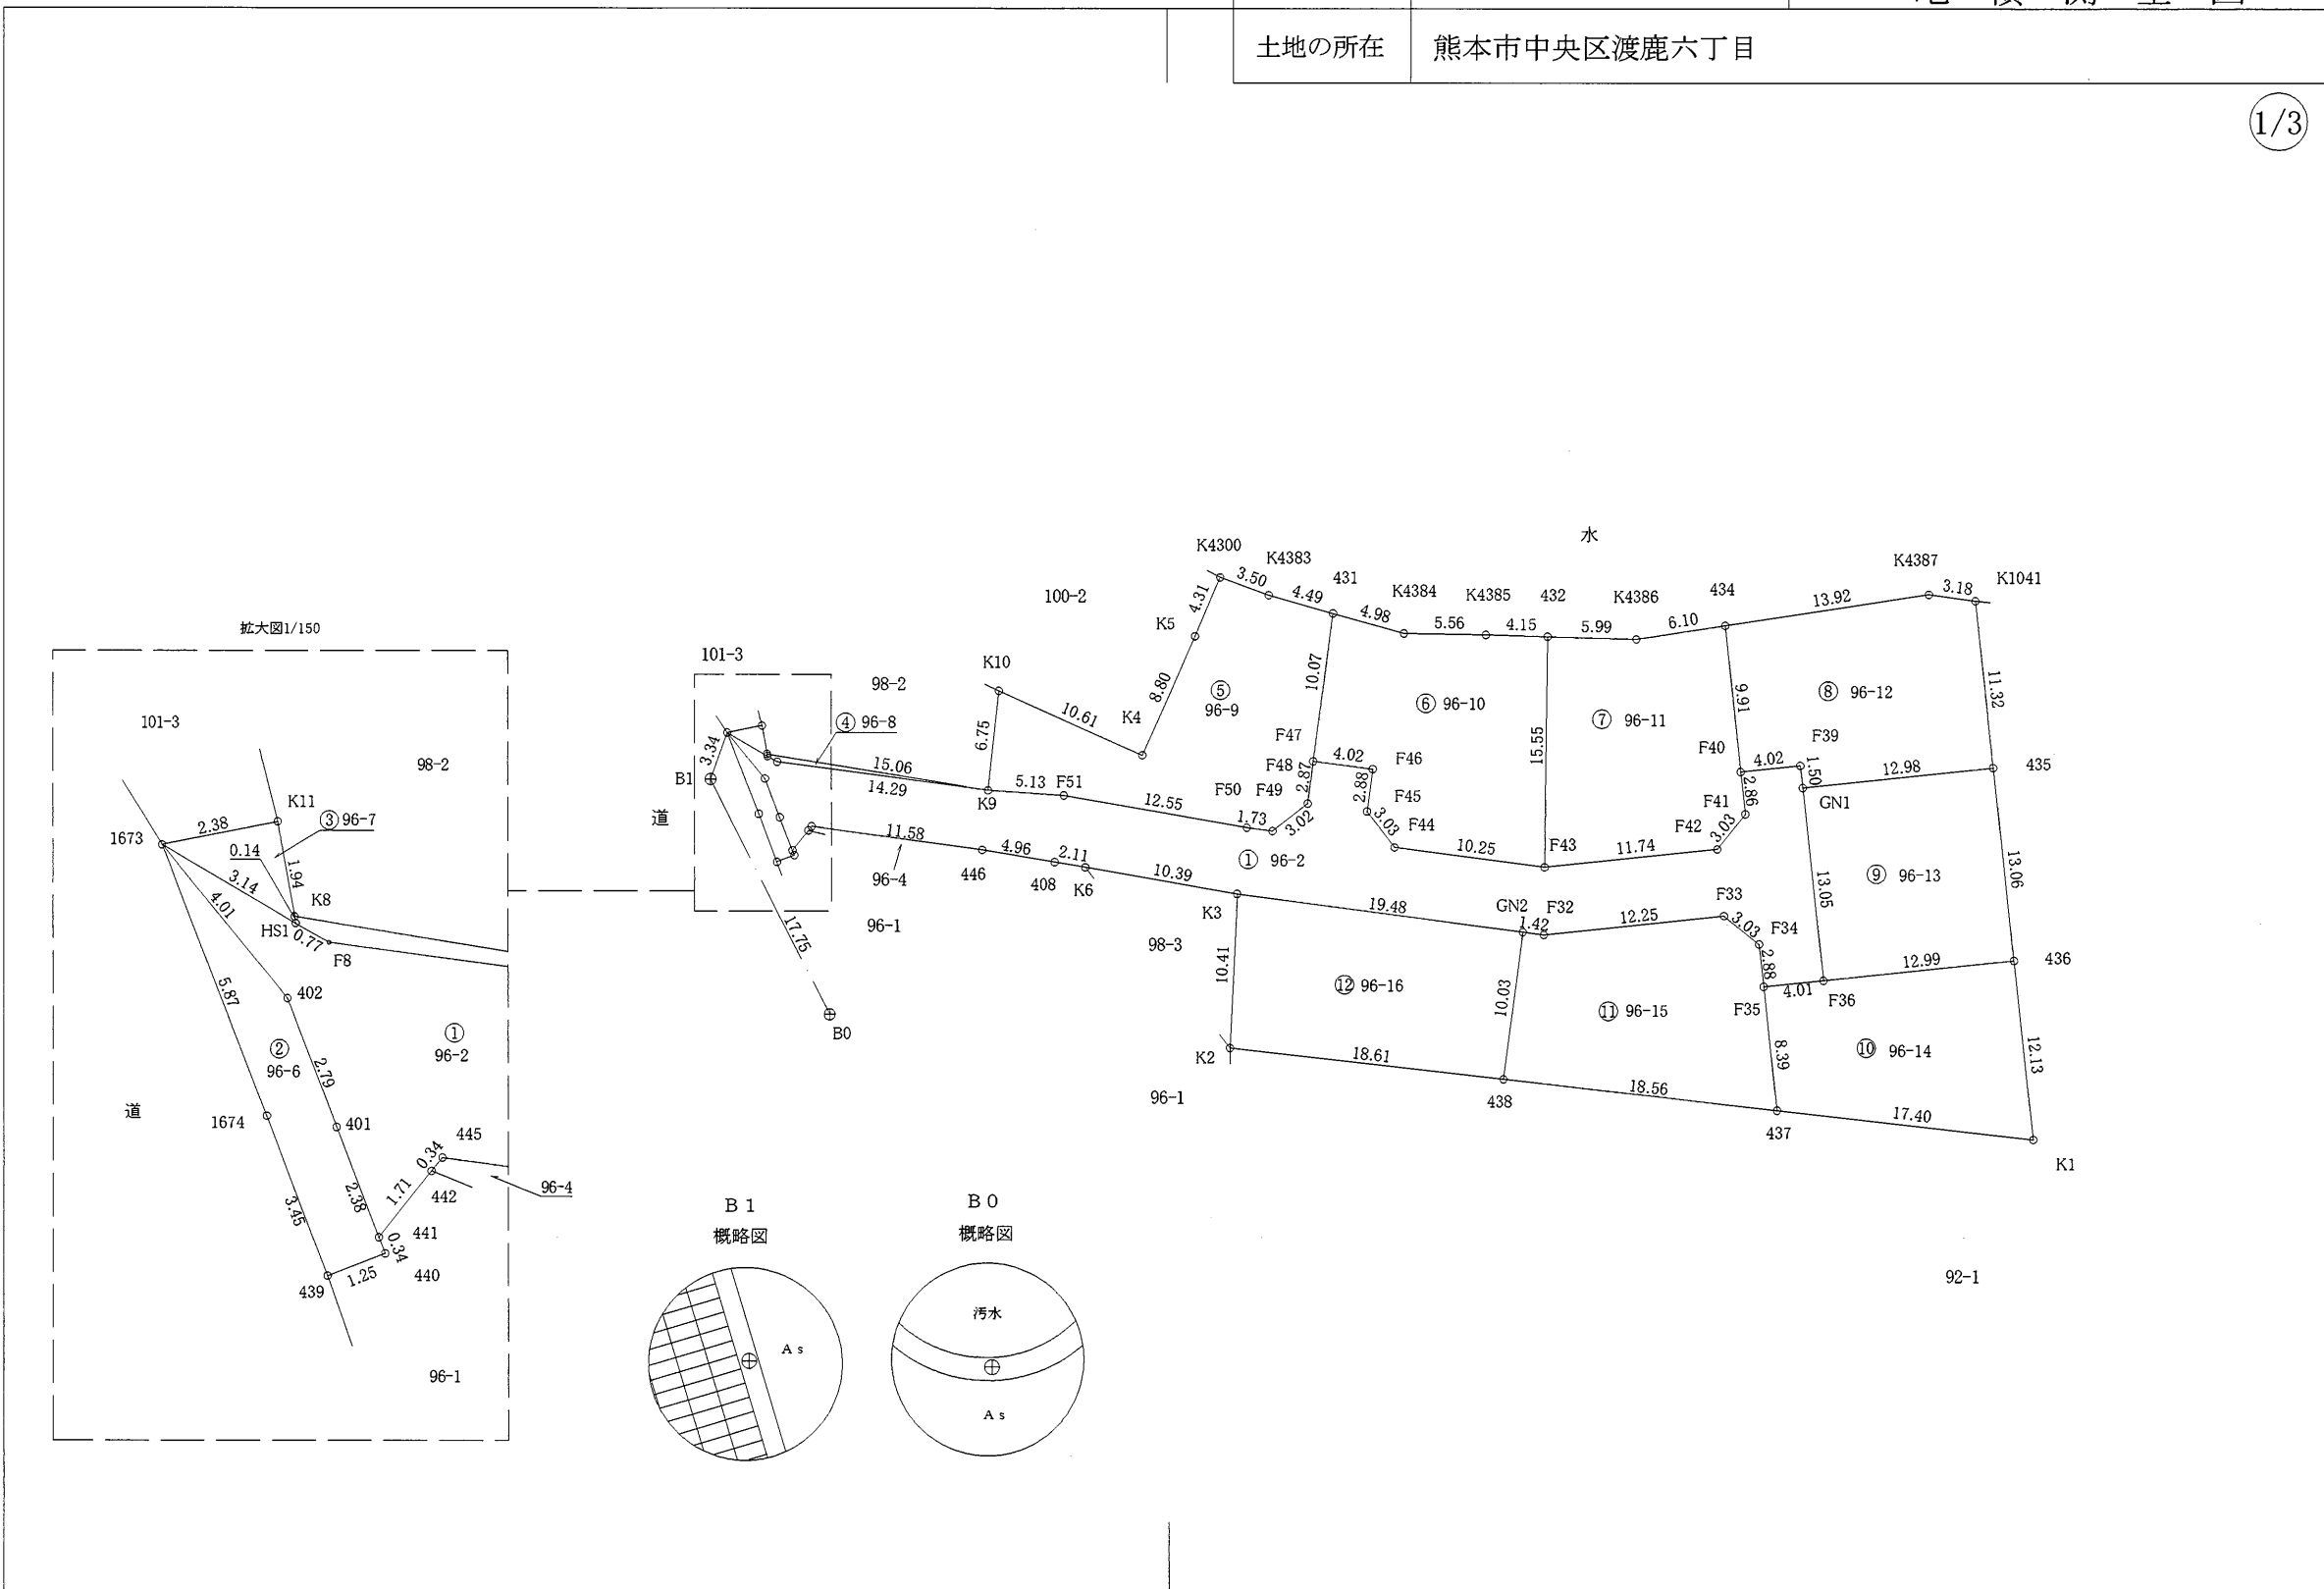 地積測量図
土地の所在 熊本市中央区渡鹿六丁目
1/3
水
K4300
K4383
431
K4384
K4385
432
K4386
434
K4387
K1041
3.50
4.49
4.98
5.56
4.15
5.99
6.10
13.92
3.18
100-2
K5
4.31
8.80
K10
K4
10.61
6.75
10.07
⑤
96-9
⑥ 96-10
⑦ 96-11
⑧ 96-12
9.91
11.32
15.55
F47
F48
4.02
F46
2.87
2.88
F45
3.03
F44
F40
4.02
F39
1.50
12.98
435
GN1
2.86
F41
F42
3.03
K9
5.13
F51
12.55
F50
F49
1.73
3.02
10.25
F43
11.74
① 96-2
⑨ 96-13
13.06
13.05
11.58
4.96
2.11
10.39
446
408
K6
96-4
96-1
K3
19.48
GN2
F32
1.42
12.25
F33
3.03
F34
2.88
98-3
10.41
⑫ 96-16
10.03
⑪ 96-15
F35
4.01
F36
12.99
436
K2
18.61
438
18.56
8.39
⑩ 96-14
12.13
96-1
437
17.40
K1
92-1
101-3
98-2
④ 96-8
3.34
B1
15.06
14.29
道
17.75
B0
拡大図1/150
101-3
98-2
K11
③ 96-7
1673
2.38
0.14
1.94
3.14
4.01
K8
HS1
0.77
F8
402
5.87
①
96-2
②
96-6
2.79
道
1674
401
445
0.34
96-4
442
1.71
2.38
3.45
441
0.34
440
1.25
439
96-1
B1
概略図
As
B0
概略図
汚水
As